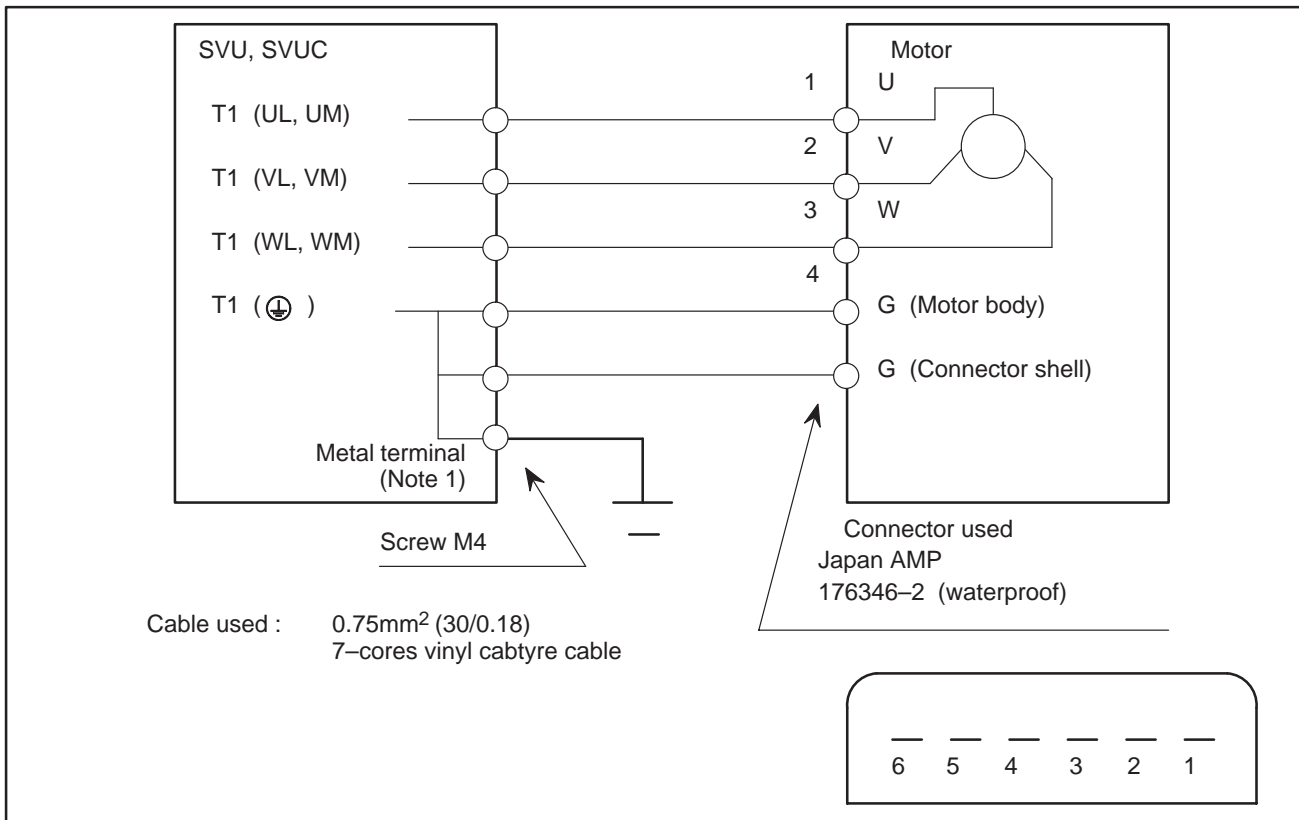 SVU, SVUC
Motor
1 U
T1 (UL, UM)
2 V
T1 (VL, VM)
3 W
T1 (WL, WM)
4
T1 ( ⏚ ) G (Motor body)
G (Connector shell)
Metal terminal
(Note 1)
Screw M4
Connector used
Japan AMP
176346–2 (waterproof)
Cable used : 0.75mm² (30/0.18)
7–cores vinyl cabtyre cable
6 5 4 3 2 1